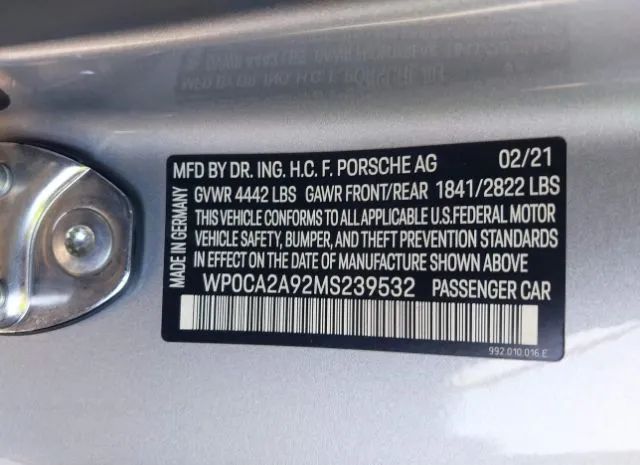 MFD BY DR. ING. H.C. F. PORSCHE AG 02/21
GVWR 4442 LBS GAWR FRONT/REAR 1841/2822 LBS
THIS VEHICLE CONFORMS TO ALL APPLICABLE U.S.FEDERAL MOTOR
VEHICLE SAFETY, BUMPER, AND THEFT PREVENTION STANDARDS
IN EFFECT ON THE DATE OF MANUFACTURE SHOWN ABOVE
WP0CA2A92MS239532 PASSENGER CAR
992.010.016.E
MADE IN GERMANY